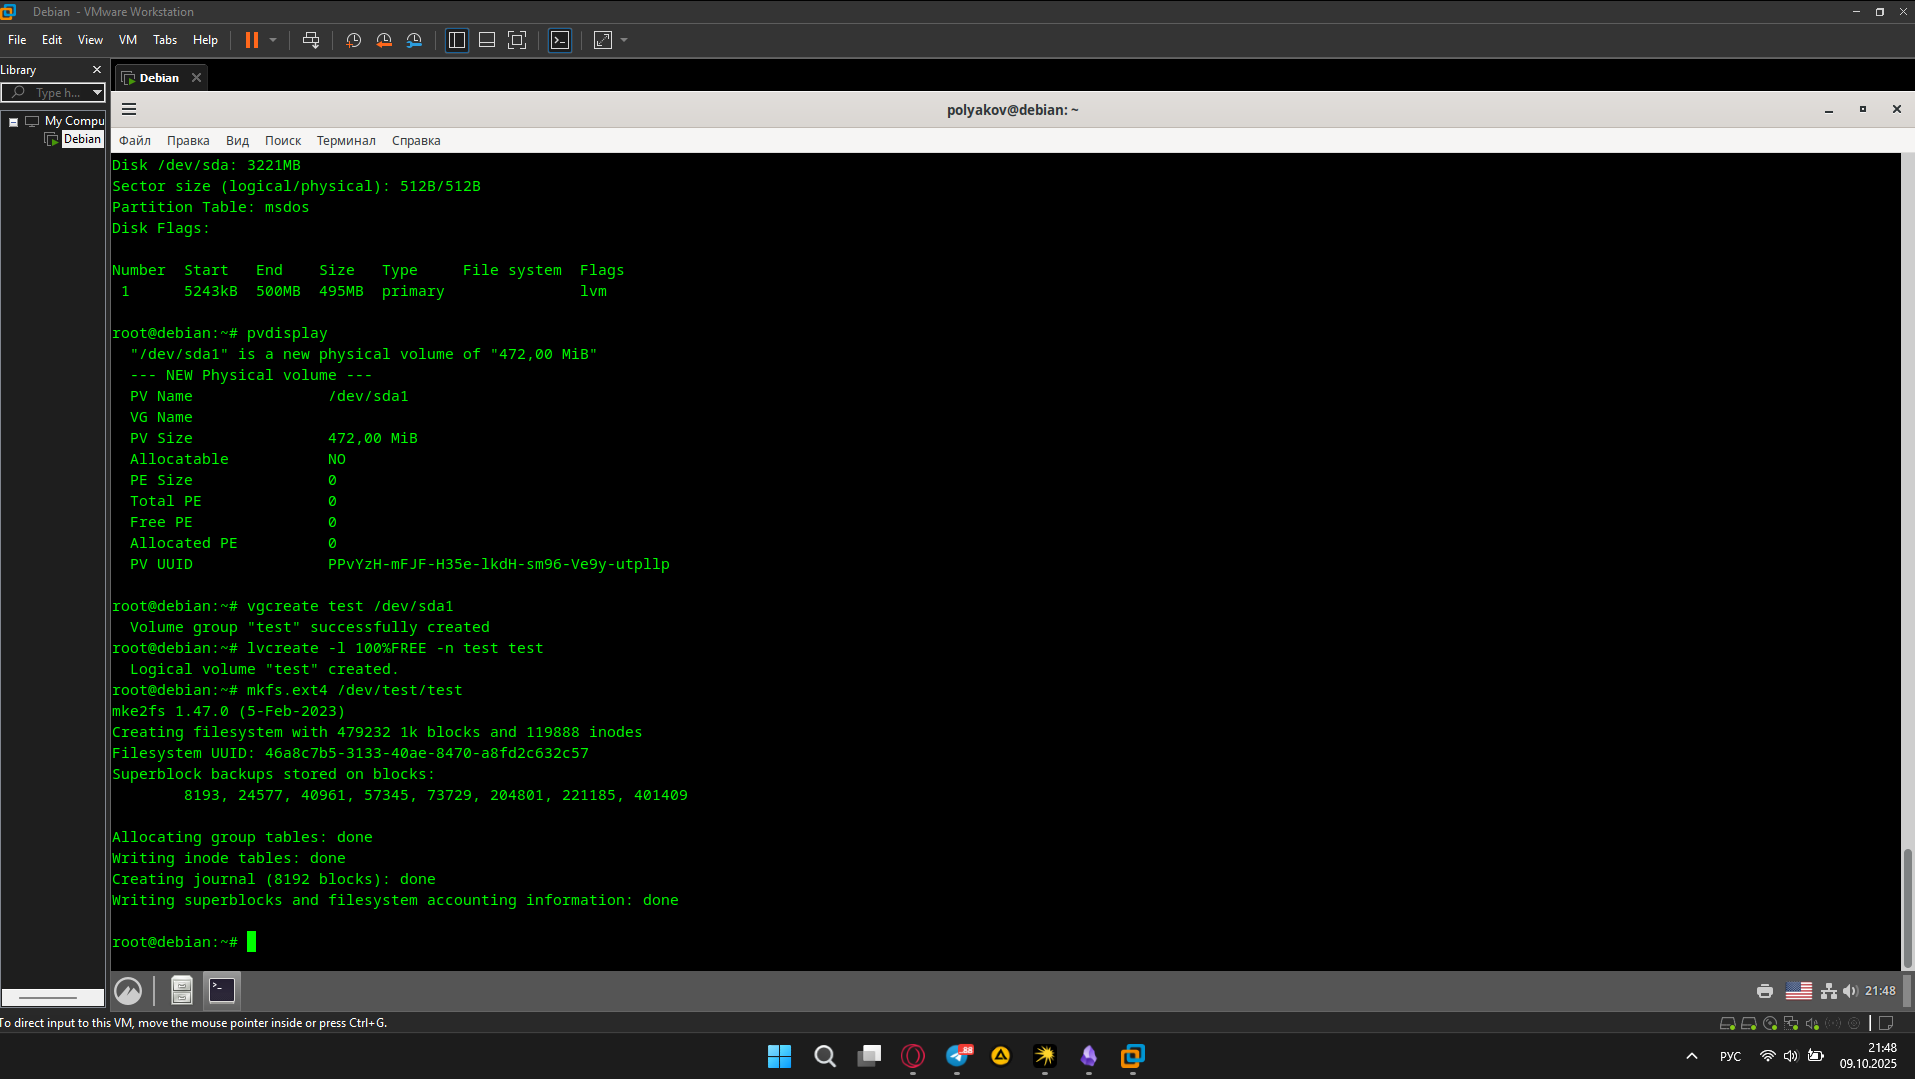 Debian - VMware Workstation
File Edit View VM Tabs Help
Library
Type h...
My Compu
Debian
Debian
polyakov@debian: ~
Файл Правка Вид Поиск Терминал Справка
Disk /dev/sda: 3221MB
Sector size (logical/physical): 512B/512B
Partition Table: msdos
Disk Flags:
Number Start End Size Type File system Flags
1 5243kB 500MB 495MB primary lvm
root@debian:~# pvdisplay
"/dev/sda1" is a new physical volume of "472,00 MiB"
--- NEW Physical volume ---
PV Name /dev/sda1
VG Name
PV Size 472,00 MiB
Allocatable NO
PE Size 0
Total PE 0
Free PE 0
Allocated PE 0
PV UUID PPvYzH-mFJF-H35e-lkdH-sm96-Ve9y-utpllp
root@debian:~# vgcreate test /dev/sda1
Volume group "test" successfully created
root@debian:~# lvcreate -l 100%FREE -n test test
Logical volume "test" created.
root@debian:~# mkfs.ext4 /dev/test/test
mke2fs 1.47.0 (5-Feb-2023)
Creating filesystem with 479232 1k blocks and 119888 inodes
Filesystem UUID: 46a8c7b5-3133-40ae-8470-a8fd2c632c57
Superblock backups stored on blocks:
8193, 24577, 40961, 57345, 73729, 204801, 221185, 401409
Allocating group tables: done
Writing inode tables: done
Creating journal (8192 blocks): done
Writing superblocks and filesystem accounting information: done
root@debian:~#
21:48
To direct input to this VM, move the mouse pointer inside or press Ctrl+G.
88
РУС
21:48
09.10.2025